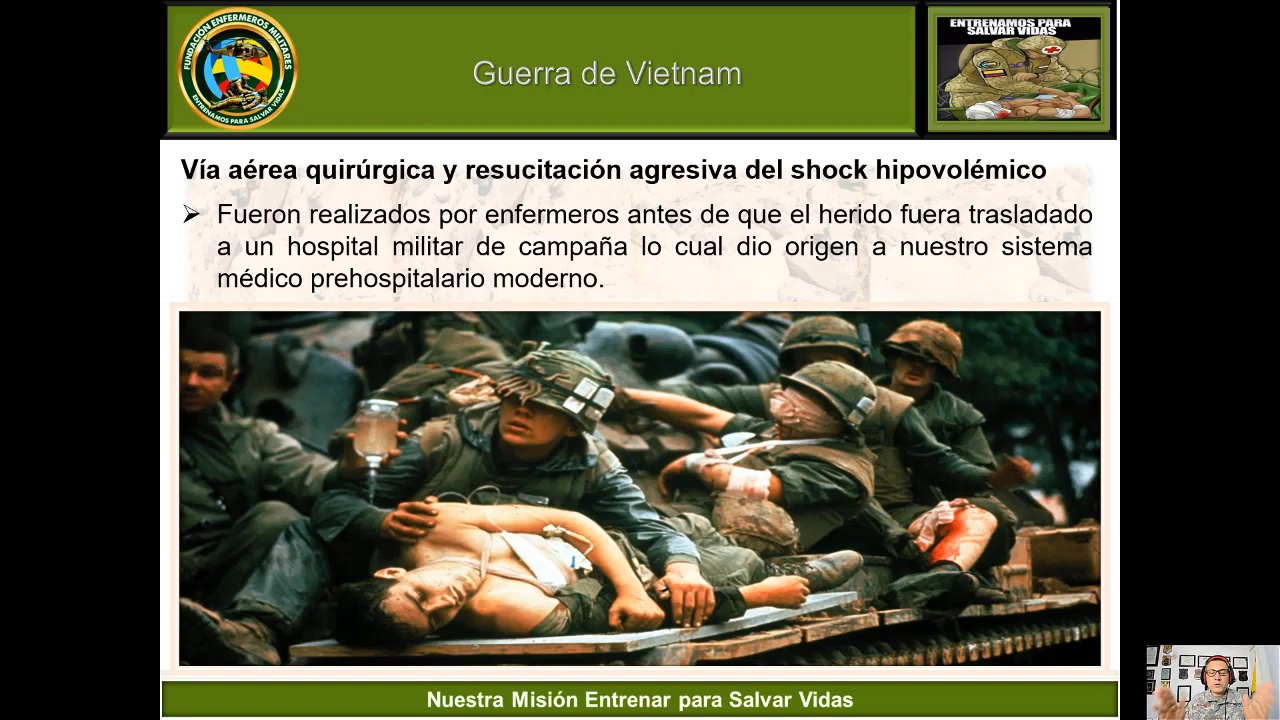 FUNDACIÓN ENFERMEROS MILITARES
ENTRENAMOS PARA SALVAR VIDAS
Guerra de Vietnam
ENTRENAMOS PARA
SALVAR VIDAS
Vía aérea quirúrgica y resucitación agresiva del shock hipovolémico
➢ Fueron realizados por enfermeros antes de que el herido fuera trasladado
a un hospital militar de campaña lo cual dio origen a nuestro sistema
médico prehospitalario moderno.
Nuestra Misión Entrenar para Salvar Vidas